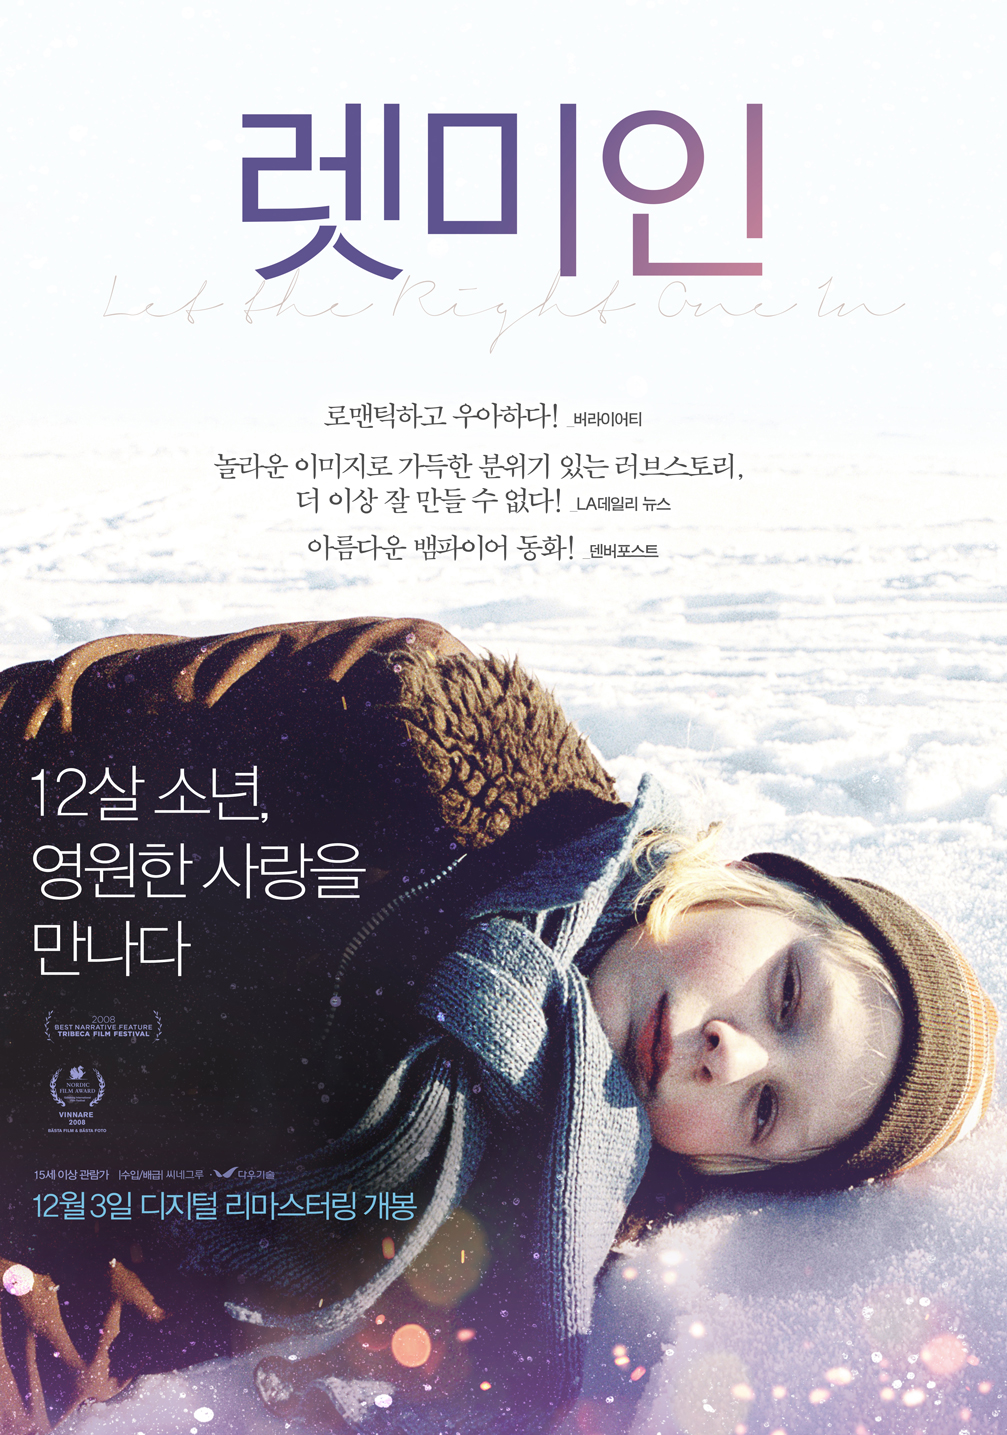 렛미인
Let the Right One In
로맨틱하고 우아하다! _버라이어티
놀라운 이미지로 가득한 분위기 있는 러브스토리,
더 이상 잘 만들 수 없다! _LA데일리 뉴스
아름다운 뱀파이어 동화! _덴버포스트
12살 소년,
영원한 사랑을
만나다
2008
BEST NARRATIVE FEATURE
TRIBECA FILM FESTIVAL
NORDIC
FILM AWARD
VINNARE
2008
BÄSTA FILM & BÄSTA FOTO
15세 이상 관람가 |수입/배급| 씨네그루 · 다우기술
12월 3일 디지털 리마스터링 개봉